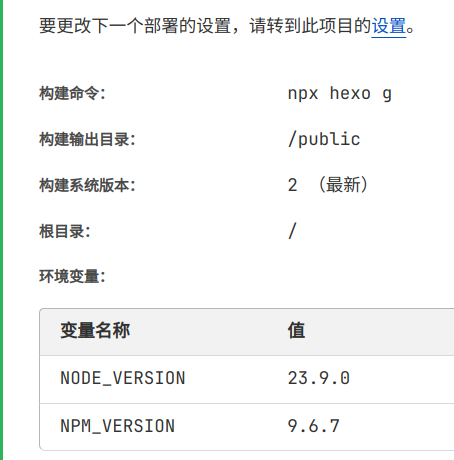 要更改下一个部署的设置，请转到此项目的设置。
构建命令： npx hexo g
构建输出目录： /public
构建系统版本： 2 （最新）
根目录： /
环境变量：
变量名称 值
NODE_VERSION 23.9.0
NPM_VERSION 9.6.7